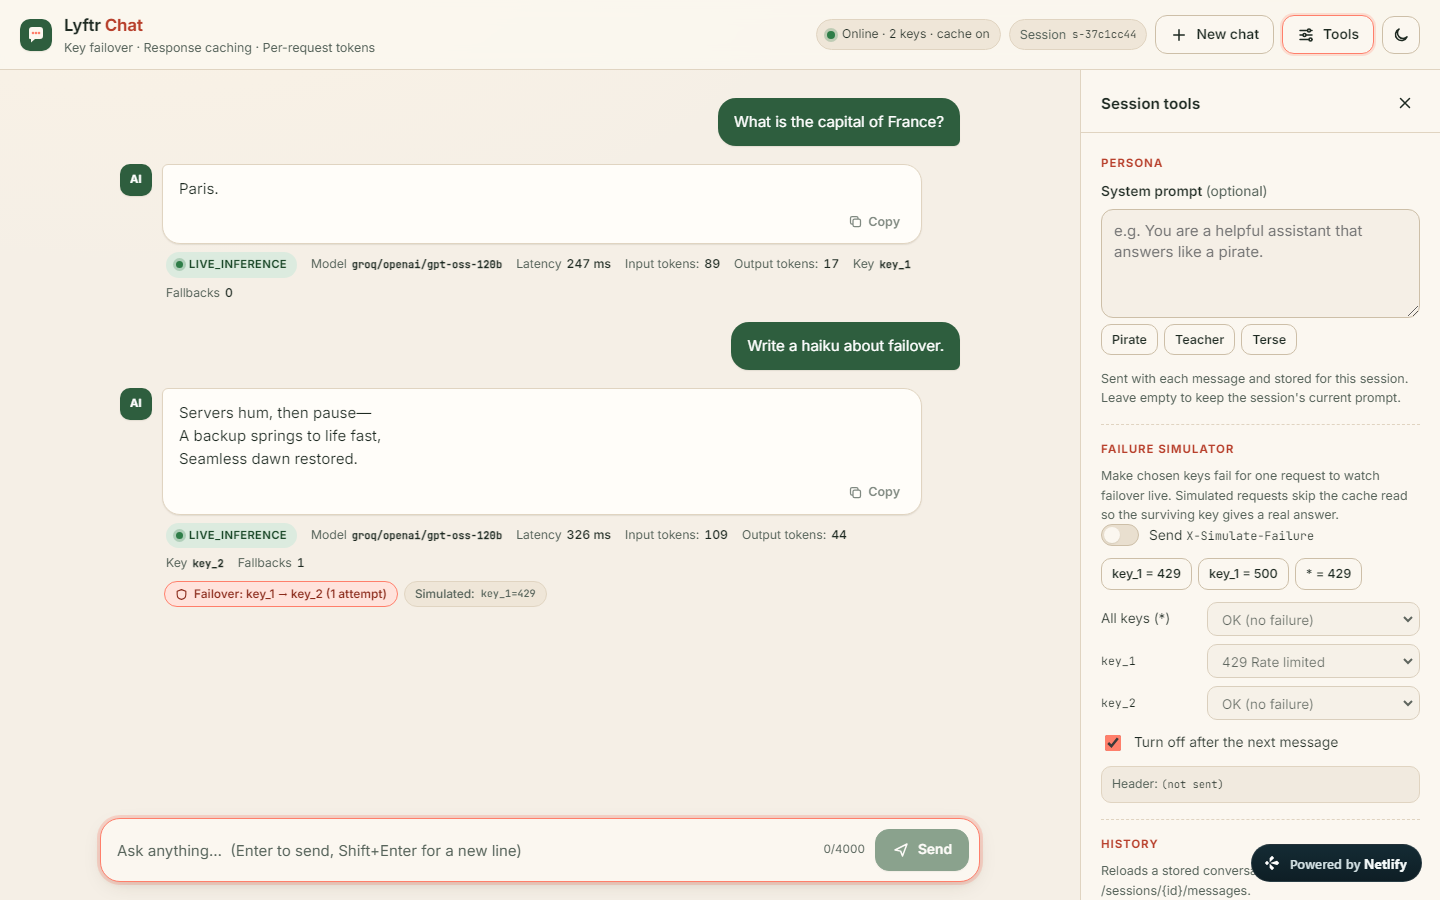 Lyftr Chat
Key failover · Response caching · Per-request tokens
Online · 2 keys · cache on
Session s-37c1cc44
New chat
Tools
What is the capital of France?
AI
Paris.
Copy
LIVE_INFERENCE Model groq/openai/gpt-oss-120b Latency 247 ms Input tokens: 89 Output tokens: 17 Key key_1
Fallbacks 0
Write a haiku about failover.
AI
Servers hum, then pause—
A backup springs to life fast,
Seamless dawn restored.
Copy
LIVE_INFERENCE Model groq/openai/gpt-oss-120b Latency 326 ms Input tokens: 109 Output tokens: 44
Key key_2 Fallbacks 1
Failover: key_1 → key_2 (1 attempt) Simulated: key_1=429
Ask anything... (Enter to send, Shift+Enter for a new line)
0/4000
Send
Session tools
PERSONA
System prompt (optional)
e.g. You are a helpful assistant that
answers like a pirate.
Pirate Teacher Terse
Sent with each message and stored for this session.
Leave empty to keep the session's current prompt.
FAILURE SIMULATOR
Make chosen keys fail for one request to watch
failover live. Simulated requests skip the cache read
so the surviving key gives a real answer.
Send X-Simulate-Failure
key_1 = 429 key_1 = 500 * = 429
All keys (*) OK (no failure)
key_1 429 Rate limited
key_2 OK (no failure)
Turn off after the next message
Header: (not sent)
HISTORY
Reloads a stored
/sessions/{id}/messages.
Powered by Netlify